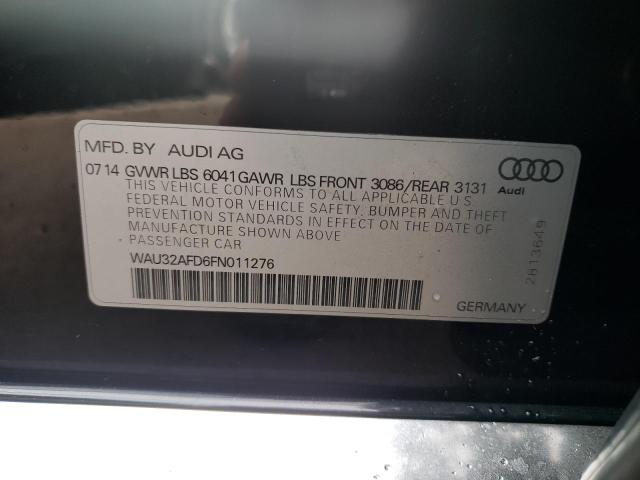 MFD. BY AUDI AG
0714 GVWR LBS 6041 GAWR LBS FRONT 3086/REAR 3131
THIS VEHICLE CONFORMS TO ALL APPLICABLE U S
FEDERAL MOTOR VEHICLE SAFETY, BUMPER AND THEFT
PREVENTION STANDARDS IN EFFECT ON THE DATE OF
MANUFACTURE SHOWN ABOVE
PASSENGER CAR
WAU32AFD6FN011276
GERMANY
Audi
2813649